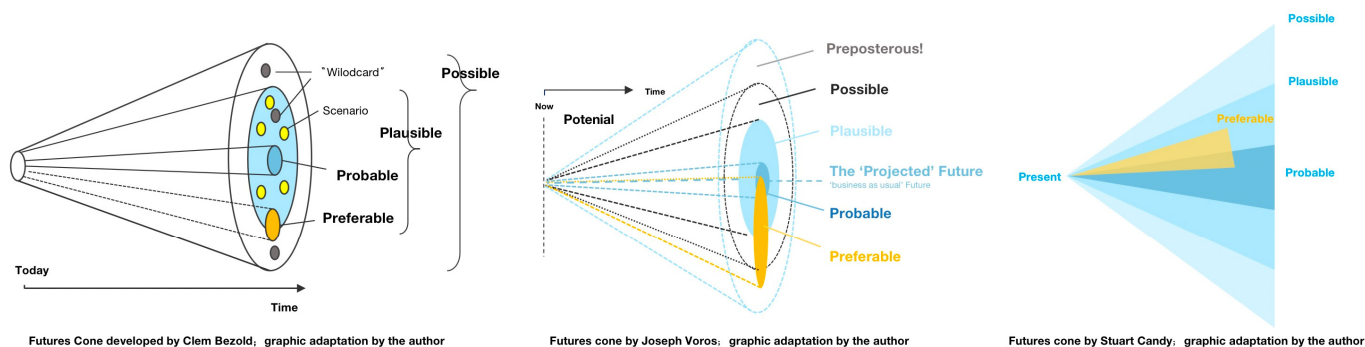 "Wilodcard"
Scenario
Possible
Plausible
Probable
Preferable
Today
Time
Futures Cone developed by Clem Bezold; graphic adaptation by the author
Now
Time
Potenial
Preposterous!
Possible
Plausible
The 'Projected' Future
'business as usual' Future
Probable
Preferable
Futures cone by Joseph Voros; graphic adaptation by the author
Possible
Plausible
Preferable
Present
Probable
Futures cone by Stuart Candy; graphic adaptation by the author